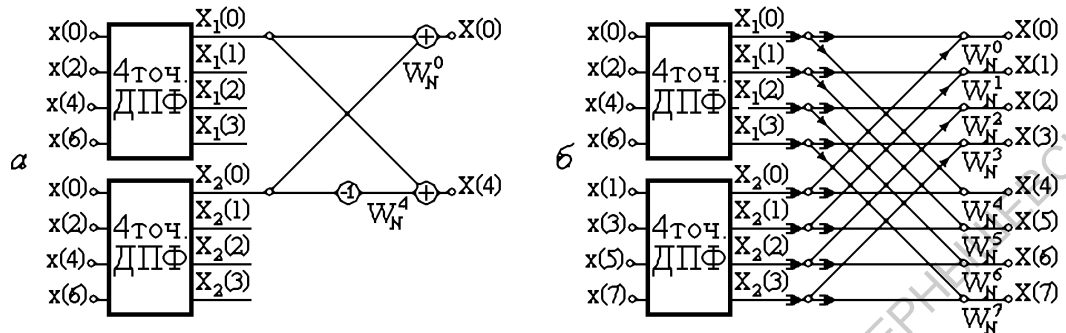 а
x(0)
x(2)
x(4)
x(6)
4точ.
ДПФ
X₁(0)
X₁(1)
X₁(2)
X₁(3)
+
X(0)
W_N^0
x(0)
x(2)
x(4)
x(6)
4точ.
ДПФ
X₂(0)
X₂(1)
X₂(2)
X₂(3)
-1
+
X(4)
W_N^4
б
x(0)
x(2)
x(4)
x(6)
4точ.
ДПФ
X₁(0)
X₁(1)
X₁(2)
X₁(3)
x(1)
x(3)
x(5)
x(7)
4точ.
ДПФ
X₂(0)
X₂(1)
X₂(2)
X₂(3)
X(0)
W_N^0
X(1)
W_N^1
X(2)
W_N^2
X(3)
W_N^3
X(4)
W_N^4
X(5)
W_N^5
X(6)
W_N^6
X(7)
W_N^7